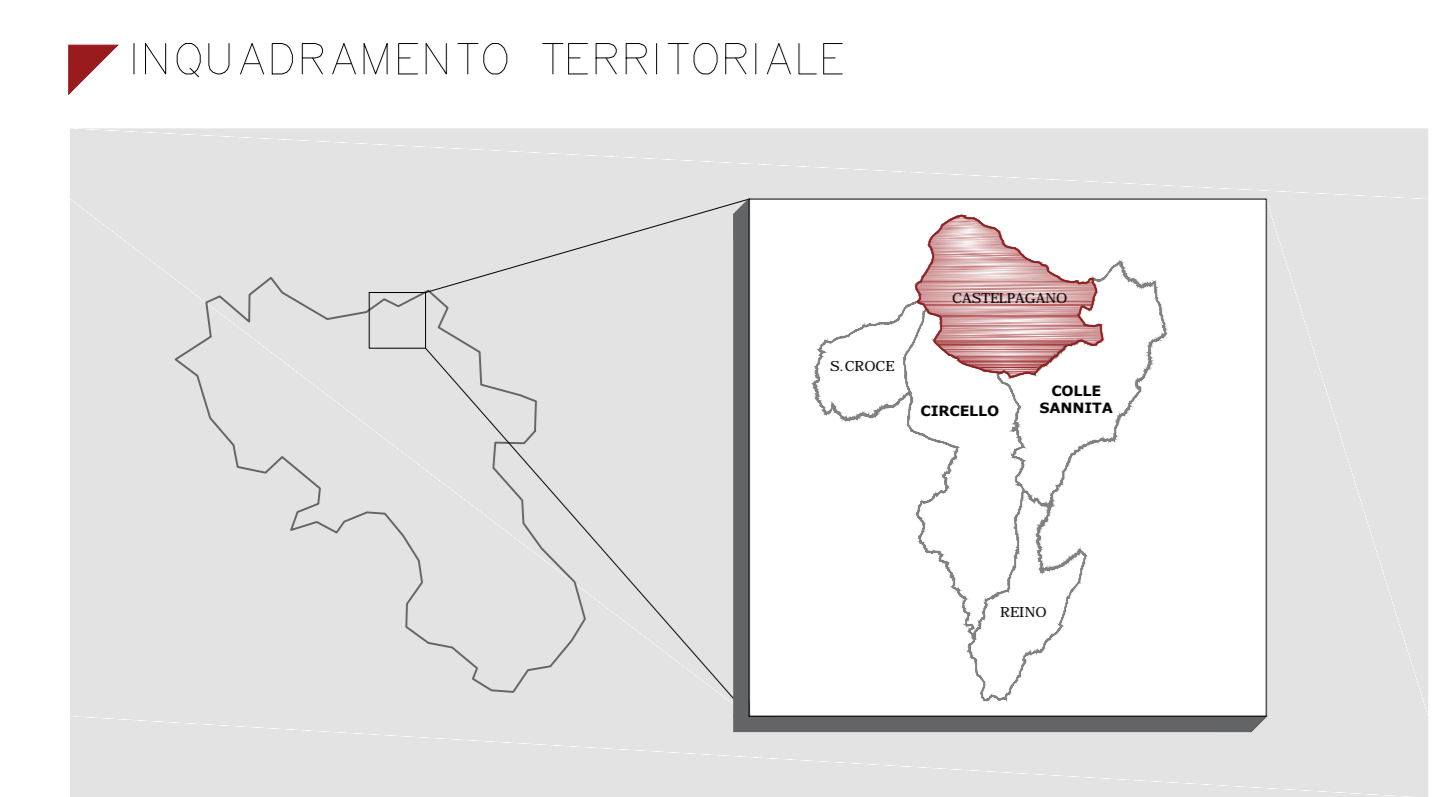 INQUADRAMENTO TERRITORIALE
CASTELPAGANO
S.CROCE
CIRCELLO
COLLE
SANNITA
REINO